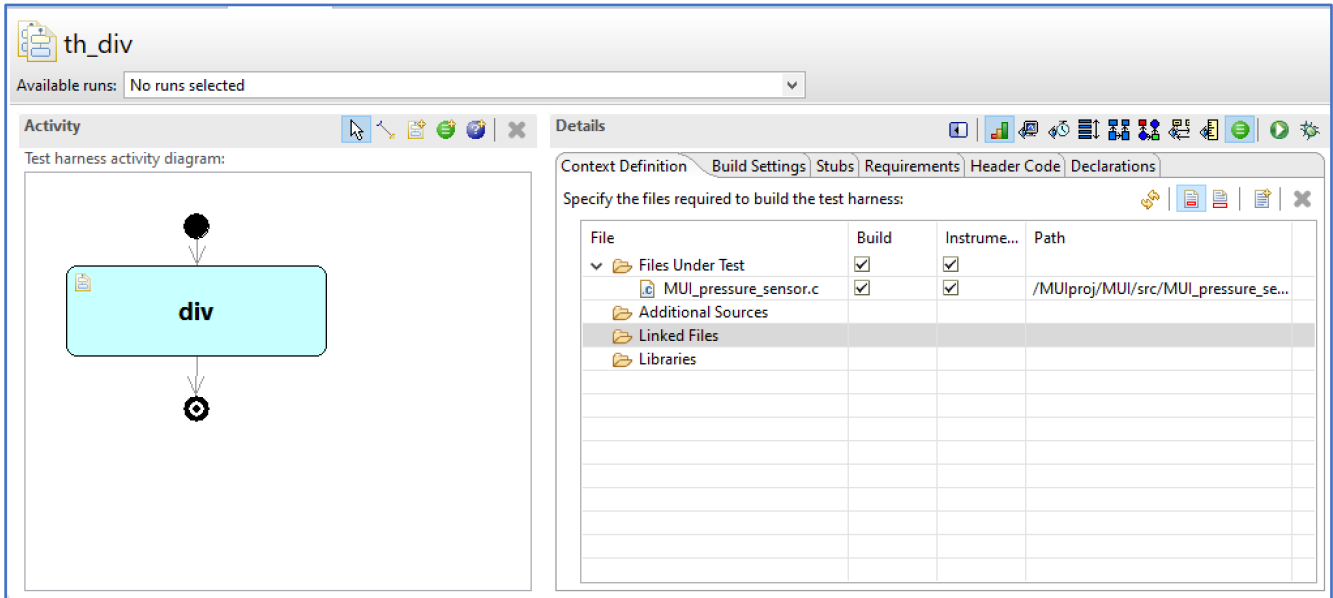 th_div
Available runs: No runs selected
Activity
Test harness activity diagram:
div
Details
Context Definition Build Settings Stubs Requirements Header Code Declarations
Specify the files required to build the test harness:
File Build Instrume... Path
Files Under Test
MUI_pressure_sensor.c /MUIproj/MUI/src/MUI_pressure_se...
Additional Sources
Linked Files
Libraries